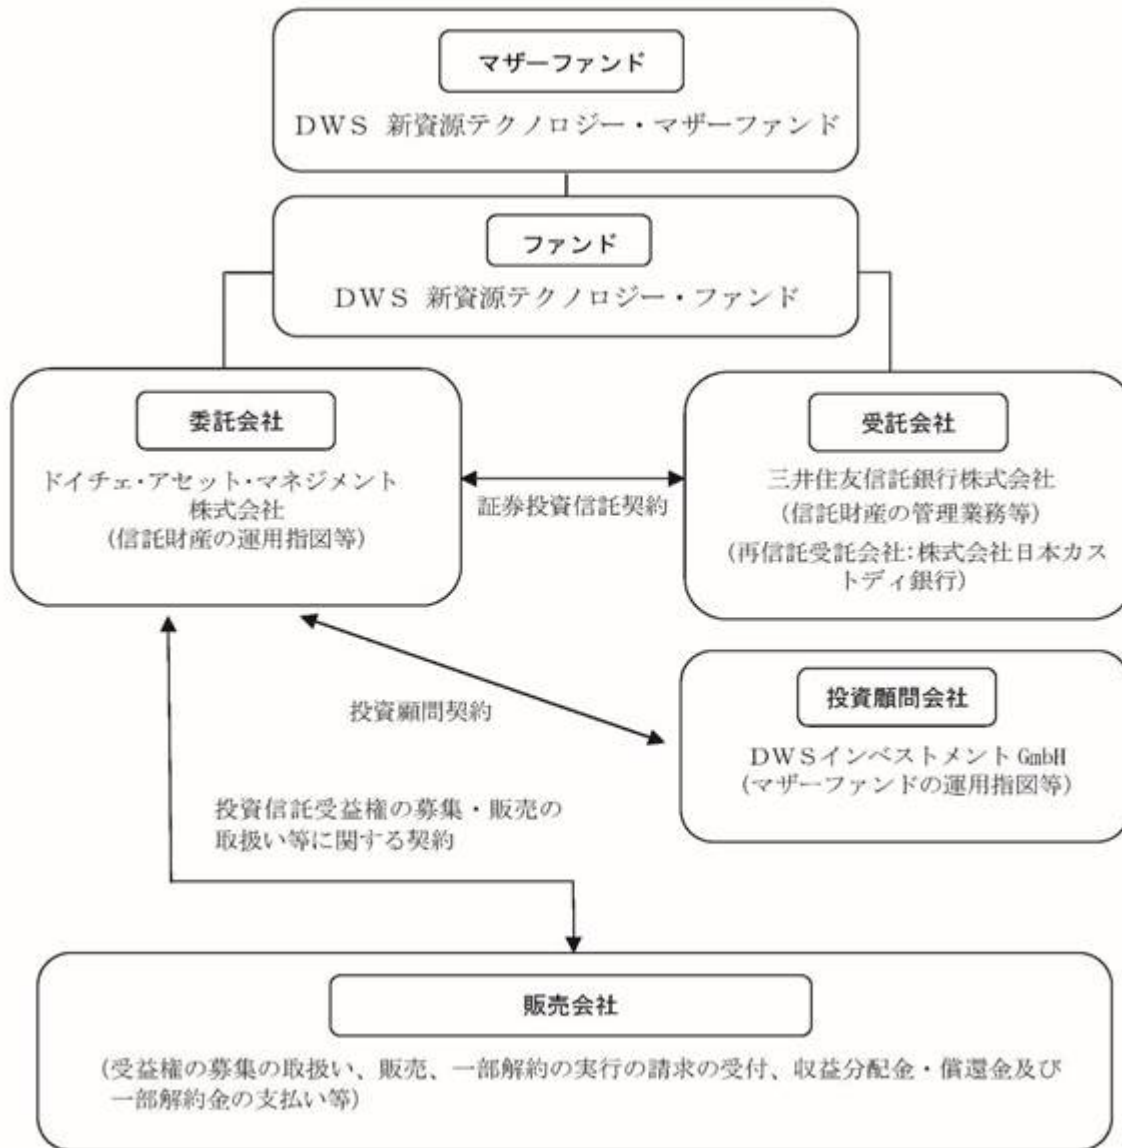 マザーファンド
DWS 新資源テクノロジー・マザーファンド
ファンド
DWS 新資源テクノロジー・ファンド
委託会社
ドイチェ・アセット・マネジメント
株式会社
(信託財産の運用指図等)
証券投資信託契約
受託会社
三井住友信託銀行株式会社
(信託財産の管理業務等)
(再信託受託会社:株式会社日本カス
トディ銀行)
投資顧問契約
投資顧問会社
DWSインベストメント GmbH
(マザーファンドの運用指図等)
投資信託受益権の募集・販売の
取扱い等に関する契約
販売会社
(受益権の募集の取扱い、販売、一部解約の実行の請求の受付、収益分配金・償還金及び
一部解約金の支払い等)